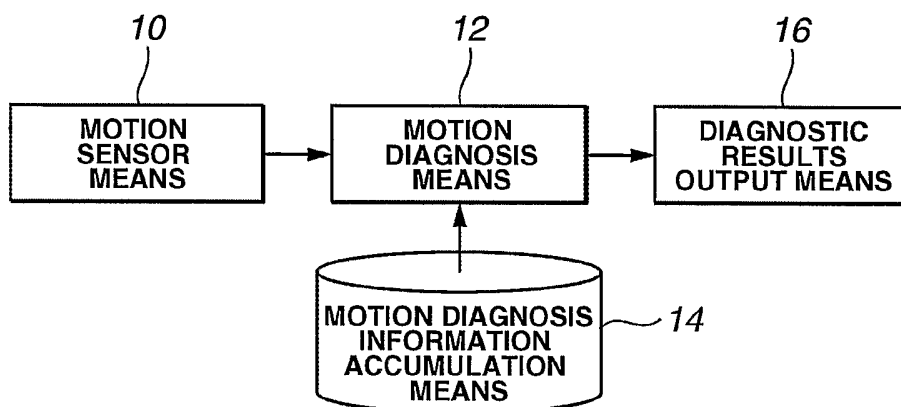 10
12
16
MOTION
SENSOR
MEANS
MOTION
DIAGNOSIS
MEANS
DIAGNOSTIC
RESULTS
OUTPUT MEANS
MOTION DIAGNOSIS
INFORMATION
ACCUMULATION
MEANS
14